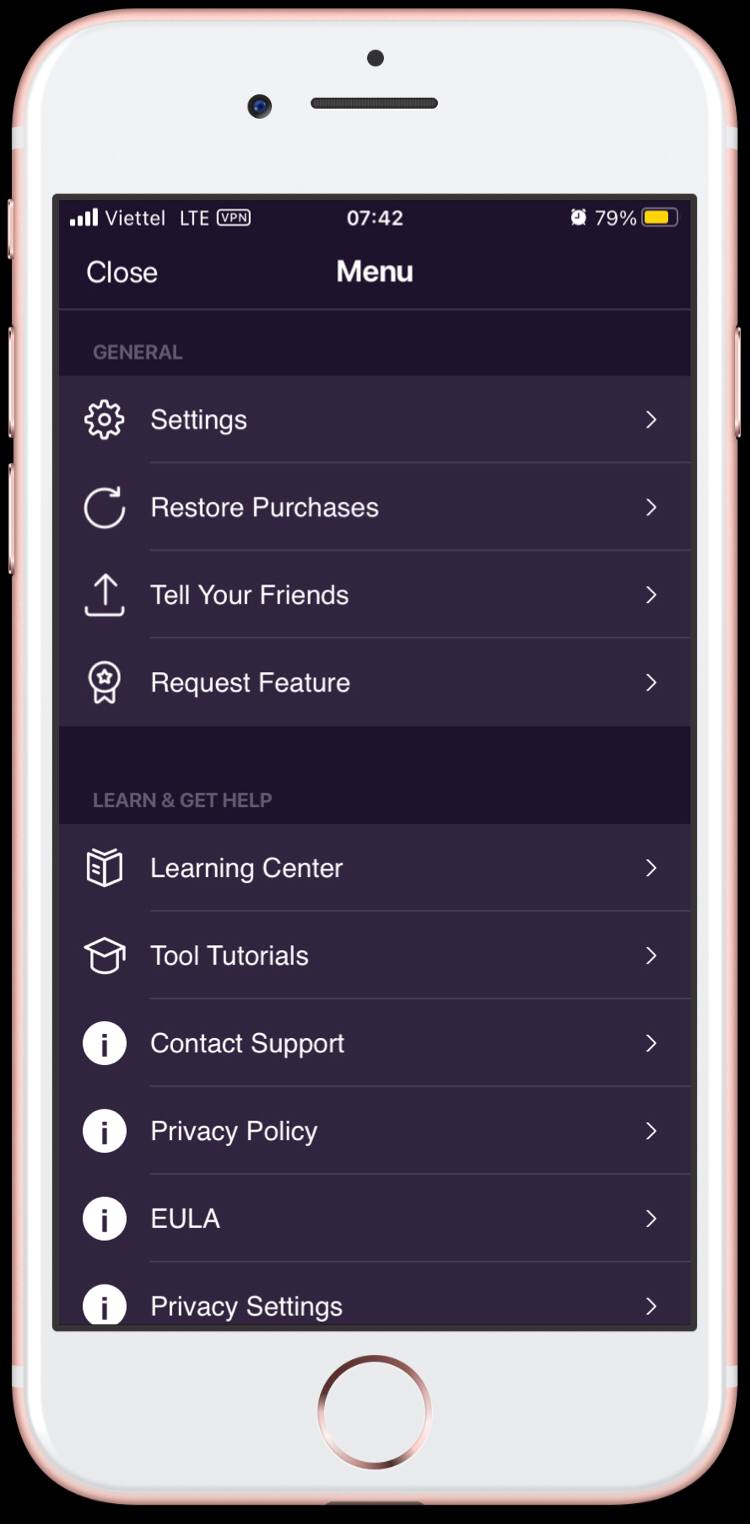 Viettel LTE VPN 07:42 79%
Close Menu
GENERAL
Settings
Restore Purchases
Tell Your Friends
Request Feature
LEARN & GET HELP
Learning Center
Tool Tutorials
Contact Support
Privacy Policy
EULA
Privacy Settings